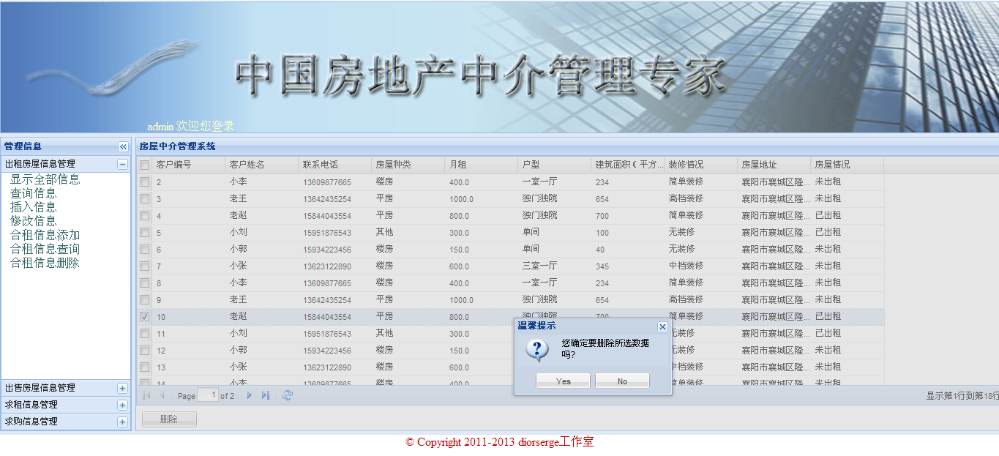 中国房地产中介管理专家
admin 欢迎您登录
管理信息
出租房屋信息管理
显示全部信息
查询信息
插入信息
修改信息
合租信息添加
合租信息查询
合租信息删除
出售房屋信息管理
求租信息管理
求购信息管理
房屋中介管理系统
客户编号 客户姓名 联系电话 房屋种类 月租 户型 建筑面积(平方... 装修情况 房屋地址 房屋情况
2 小李 13609877665 楼房 400.0 一室一厅 234 简单装修 襄阳市襄城区隆... 未出租
3 老王 13642435254 平房 1000.0 独门独院 654 高档装修 襄阳市襄城区隆... 未出租
4 老赵 15844043554 平房 800.0 独门独院 700 简单装修 襄阳市襄城区隆... 已出租
5 小刘 15951876543 其他 300.0 单间 100 无装修 襄阳市襄城区隆... 已出租
6 小郭 15934223456 楼房 150.0 单间 40 无装修 襄阳市襄城区隆... 未出租
7 小张 13623122890 楼房 600.0 三室一厅 345 中档装修 襄阳市襄城区隆... 未出租
8 小李 13609877665 楼房 400.0 一室一厅 234 简单装修 襄阳市襄城区隆... 未出租
9 老王 13642435254 平房 1000.0 独门独院 654 高档装修 襄阳市襄城区隆... 未出租
10 老赵 15844043554 平房 800.0 独门独院 700 简单装修 襄阳市襄城区隆... 已出租
11 小刘 15951876543 其他 300.0 无装修 襄阳市襄城区隆... 已出租
12 小郭 15934223456 楼房 150.0 无装修 襄阳市襄城区隆... 未出租
13 小张 13623122890 楼房 600.0 中档装修 襄阳市襄城区隆... 未出租
14 小李 13609877665 楼房 400.0 简单装修 襄阳市襄城区隆... 未出租
温馨提示
您确定要删除所选数据
吗?
Yes No
Page 1 of 2
显示第1行到第18行
删除
© Copyright 2011-2013 diorserge工作室